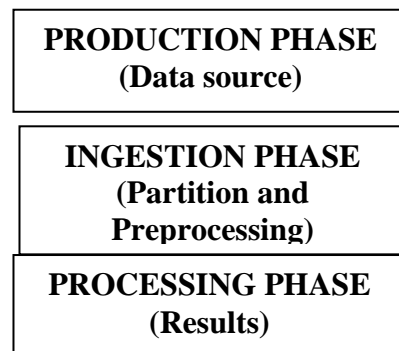 PRODUCTION PHASE
(Data source)
INGESTION PHASE
(Partition and
Preprocessing)
PROCESSING PHASE
(Results)